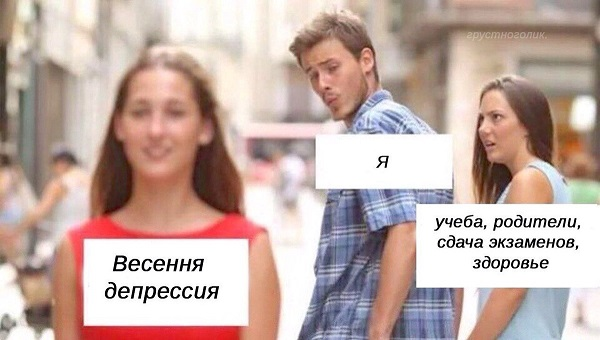 грустноголик.
я
учеба, родители,
сдача экзаменов,
здоровье
Весення
депрессия